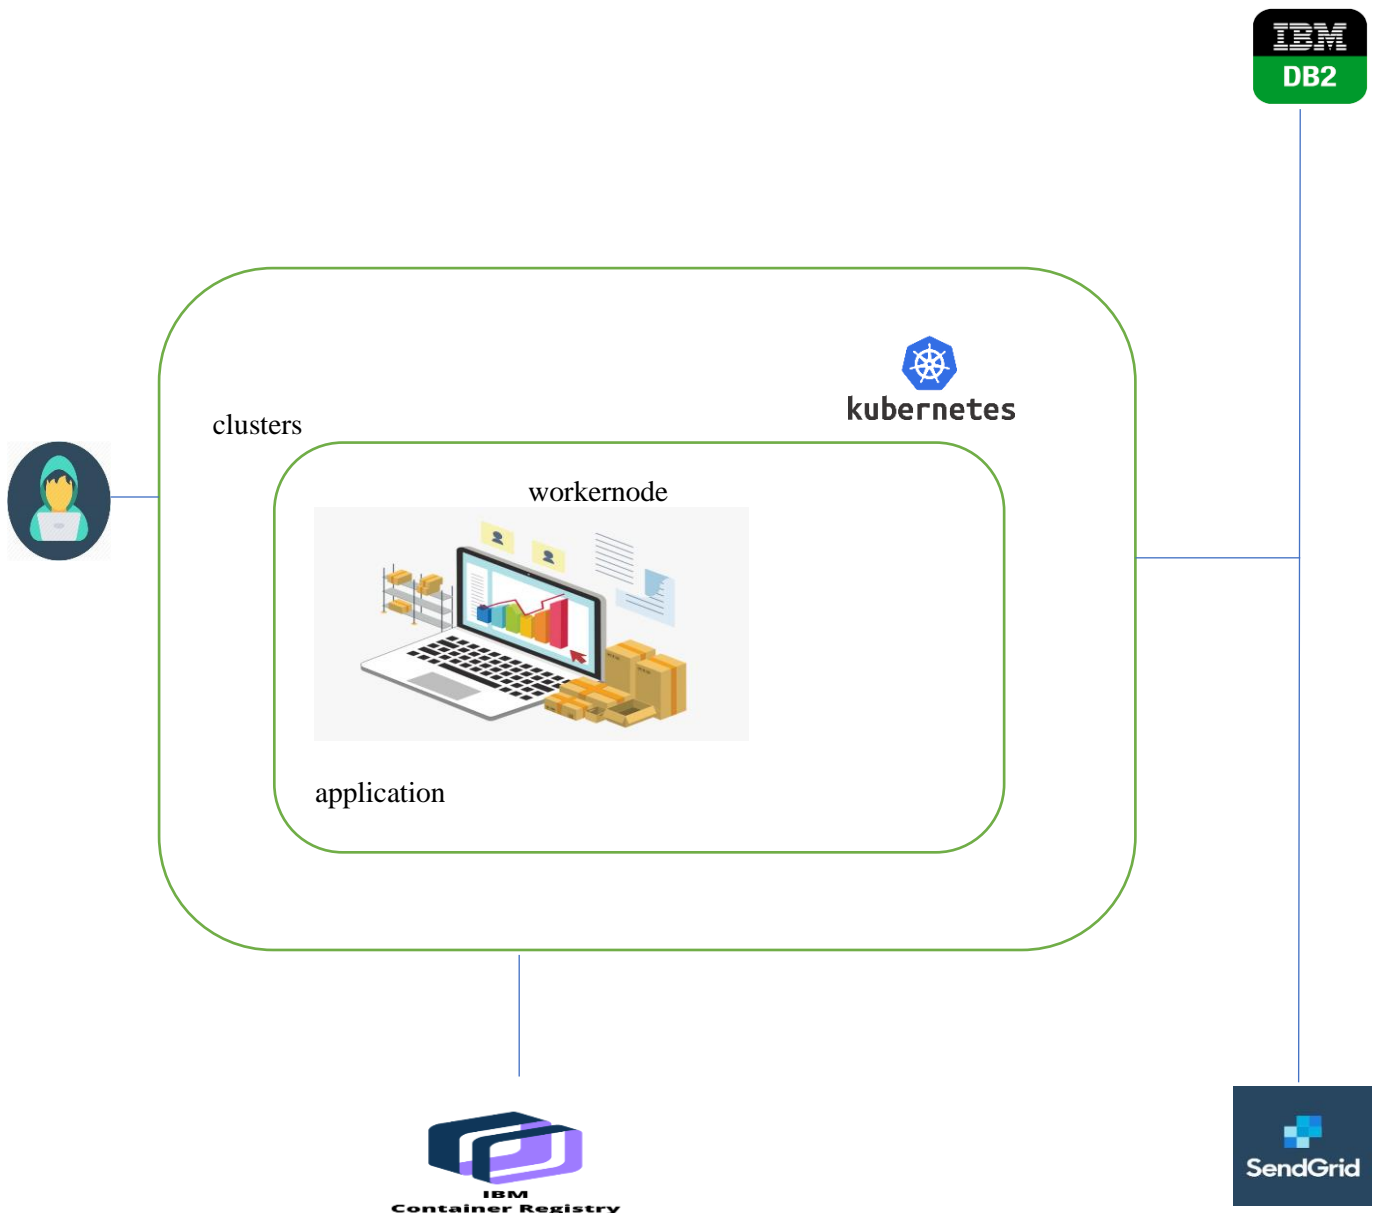 IBM
DB2
kubernetes
clusters
workernode
application
IBM
Container Registry
SendGrid